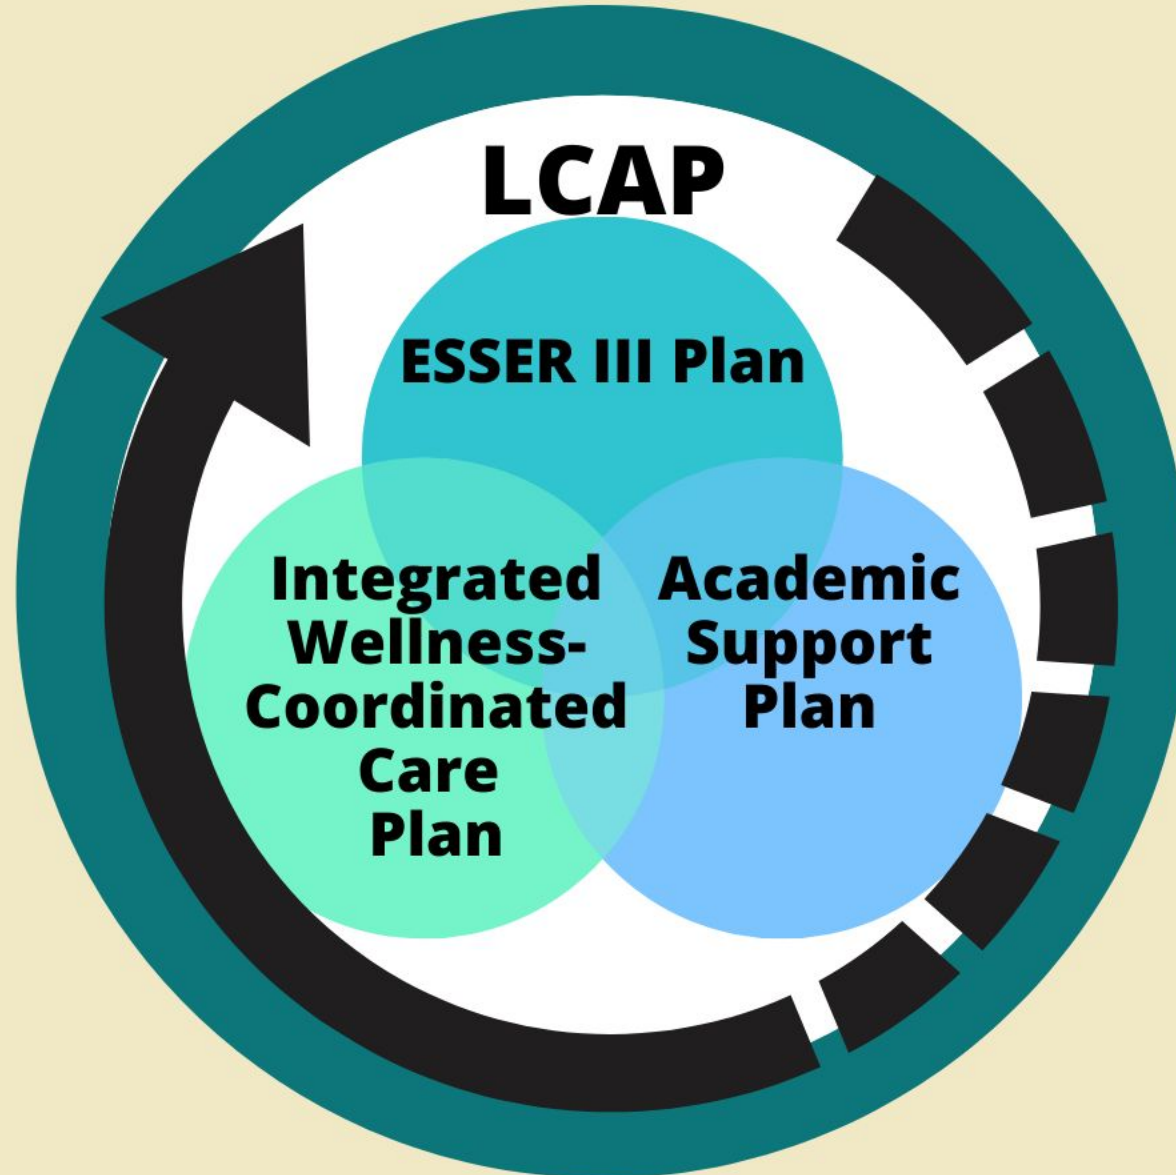 LCAP
ESSER III Plan
Integrated
Wellness-
Coordinated
Care
Plan
Academic
Support
Plan